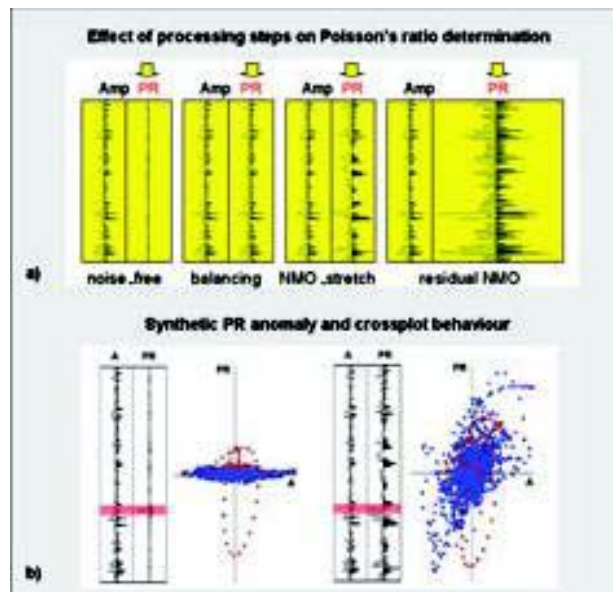 Effect of processing steps on Poisson's ratio determination
Amp PR Amp PR Amp PR Amp PR
a)
noise.free balancing NMO.stretch residual NMO
Synthetic PR anomaly and crossplot behaviour
A PR PR A PR PR
A A
b)